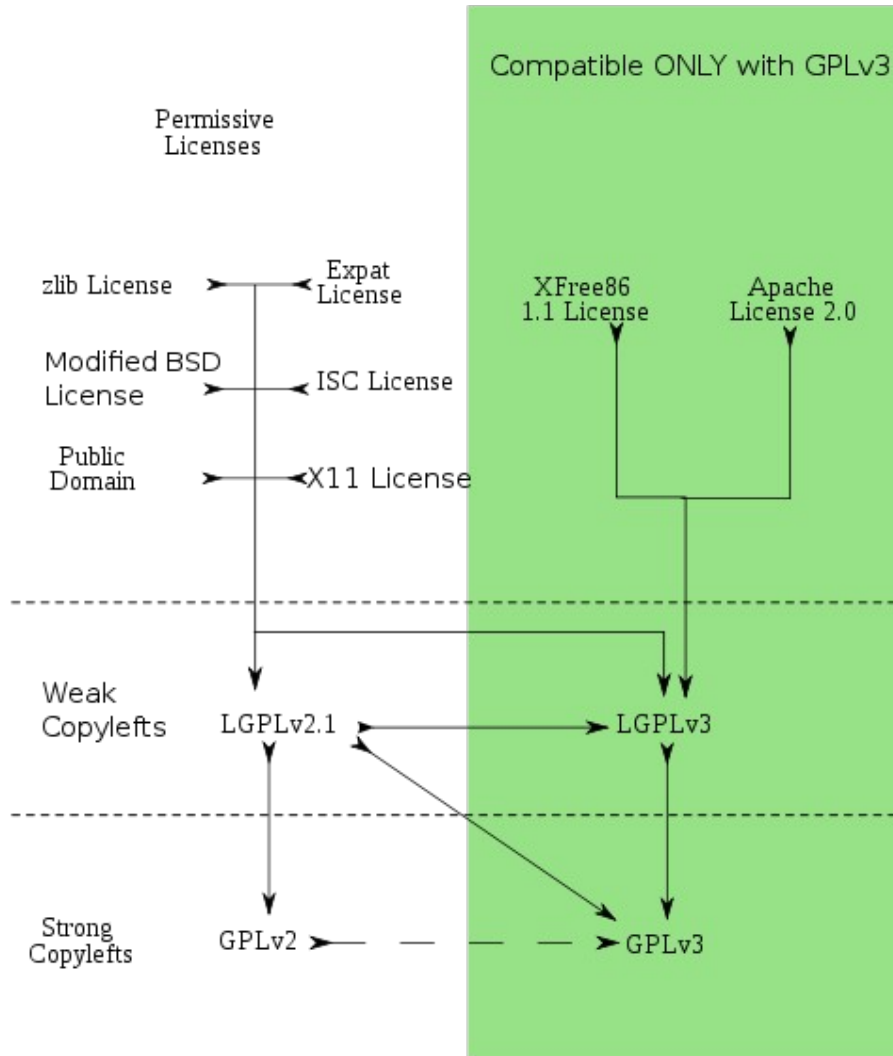 Compatible ONLY with GPLv3
Permissive
Licenses
zlib License
Expat
License
XFree86
1.1 License
Apache
License 2.0
Modified BSD
License
ISC License
Public
Domain
X11 License
Weak
Copylefts
LGPLv2.1
LGPLv3
Strong
Copylefts
GPLv2
GPLv3